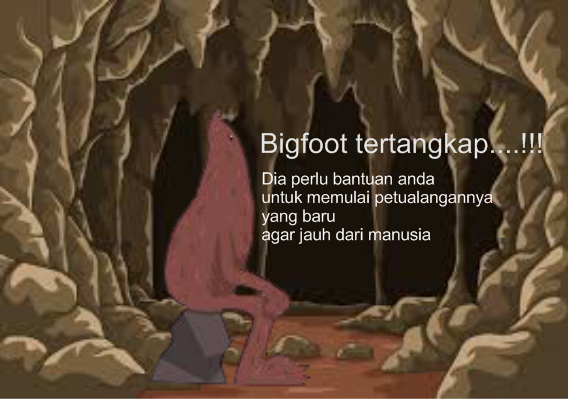 Bigfoot tertangkap....!!!
Dia perlu bantuan anda
untuk memulai petualangannya
yang baru
agar jauh dari manusia